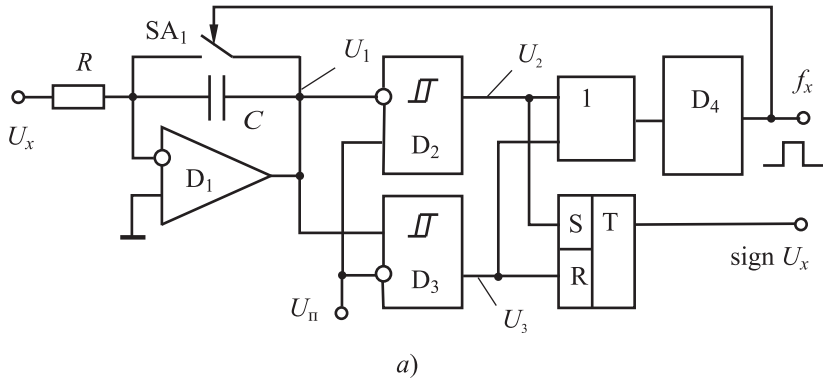 SA1
R
Ux
C
D1
U1
D2
Uп
D3
U2
U3
1
D4
fx
S
T
R
sign Ux
а)